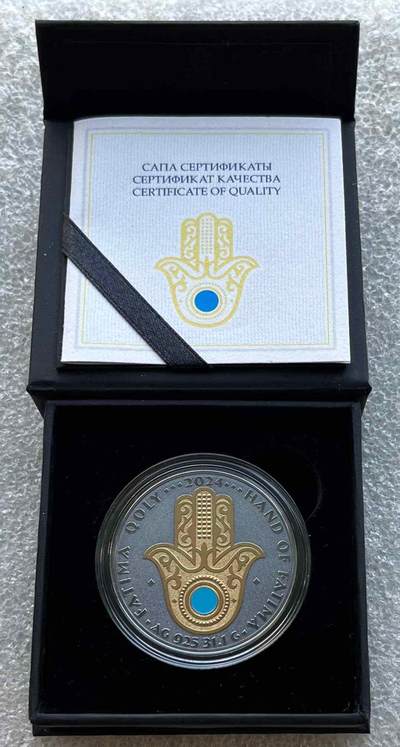 САПА СЕРТИФИКАТЫ
СЕРТИФИКАТ КАЧЕСТВА
CERTIFICATE OF QUALITY
FATIMA QOLY···2024···HAND OF FATIMA
·AG 925 31.1 G·